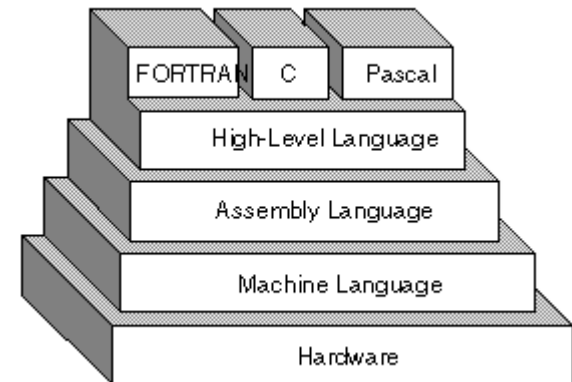 FORTRAN C Pascal
High-Level Language
Assembly Language
Machine Language
Hardware